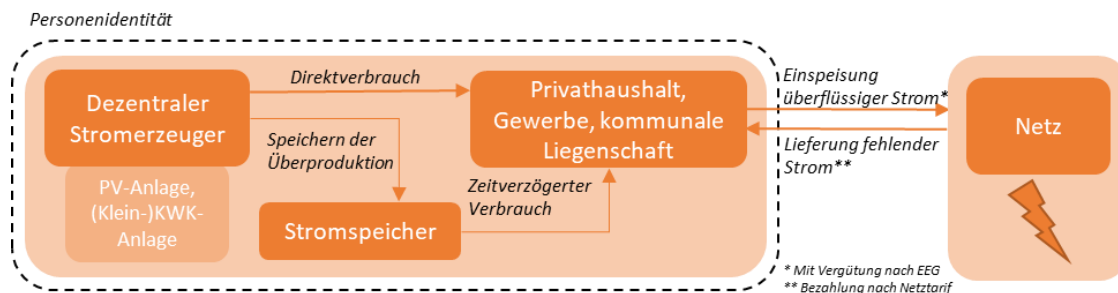 Personenidentität
Dezentraler
Stromerzeuger
PV-Anlage,
(Klein-)KWK-
Anlage
Direktverbrauch
Speichern der
Überproduktion
Stromspeicher
Zeitverzögerter
Verbrauch
Privathaushalt,
Gewerbe, kommunale
Liegenschaft
Einspeisung
überflüssiger Strom*
Lieferung fehlender
Strom**
Netz
* Mit Vergütung nach EEG
** Bezahlung nach Netztarif